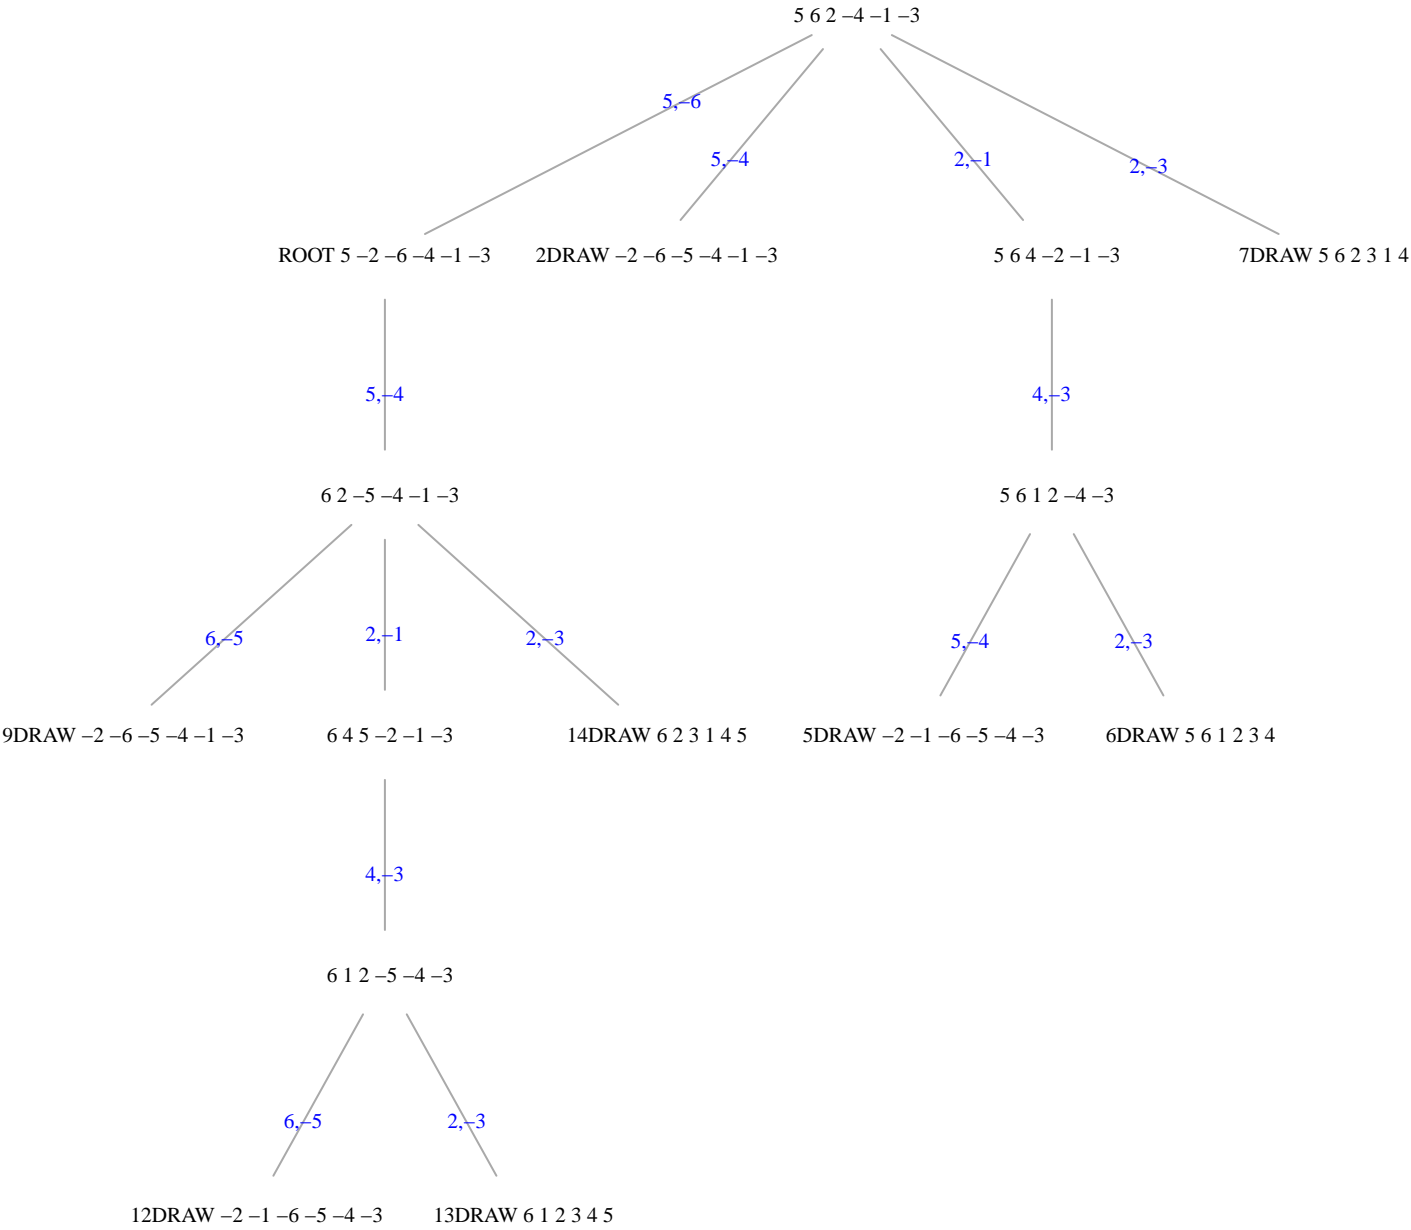 5 6 2 –4 –1 –3
5,–6
5,–4
2,–1
2,–3
ROOT 5 –2 –6 –4 –1 –3
2DRAW –2 –6 –5 –4 –1 –3
5 6 4 –2 –1 –3
7DRAW 5 6 2 3 1 4
5,–4
4,–3
6 2 –5 –4 –1 –3
5 6 1 2 –4 –3
6,–5
2,–1
2,–3
5,–4
2,–3
9DRAW –2 –6 –5 –4 –1 –3
6 4 5 –2 –1 –3
14DRAW 6 2 3 1 4 5
5DRAW –2 –1 –6 –5 –4 –3
6DRAW 5 6 1 2 3 4
4,–3
6 1 2 –5 –4 –3
6,–5
2,–3
12DRAW –2 –1 –6 –5 –4 –3
13DRAW 6 1 2 3 4 5